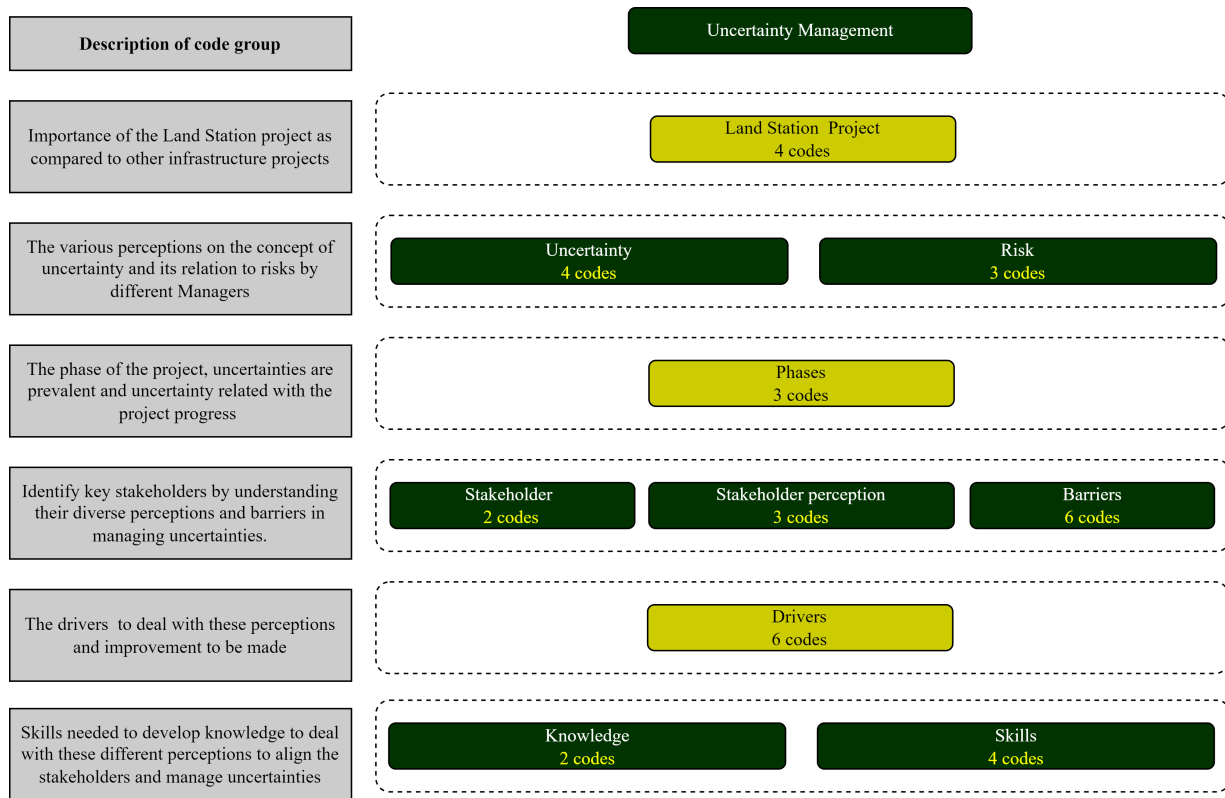 Description of code group
Uncertainty Management
Importance of the Land Station project as
compared to other infrastructure projects
Land Station  Project
4 codes
The various perceptions on the concept of
uncertainty and its relation to risks by
different Managers
Uncertainty
4 codes
Risk
3 codes
The phase of the project, uncertainties are
prevalent and uncertainty related with the
project progress
Phases
3 codes
Identify key stakeholders by understanding
their diverse perceptions and barriers in
managing uncertainties.
Stakeholder
2 codes
Stakeholder perception
3 codes
Barriers
6 codes
The drivers  to deal with these perceptions
and improvement to be made
Drivers
6 codes
Skills needed to develop knowledge to deal
with these different perceptions to align the
stakeholders and manage uncertainties
Knowledge
2 codes
Skills
4 codes